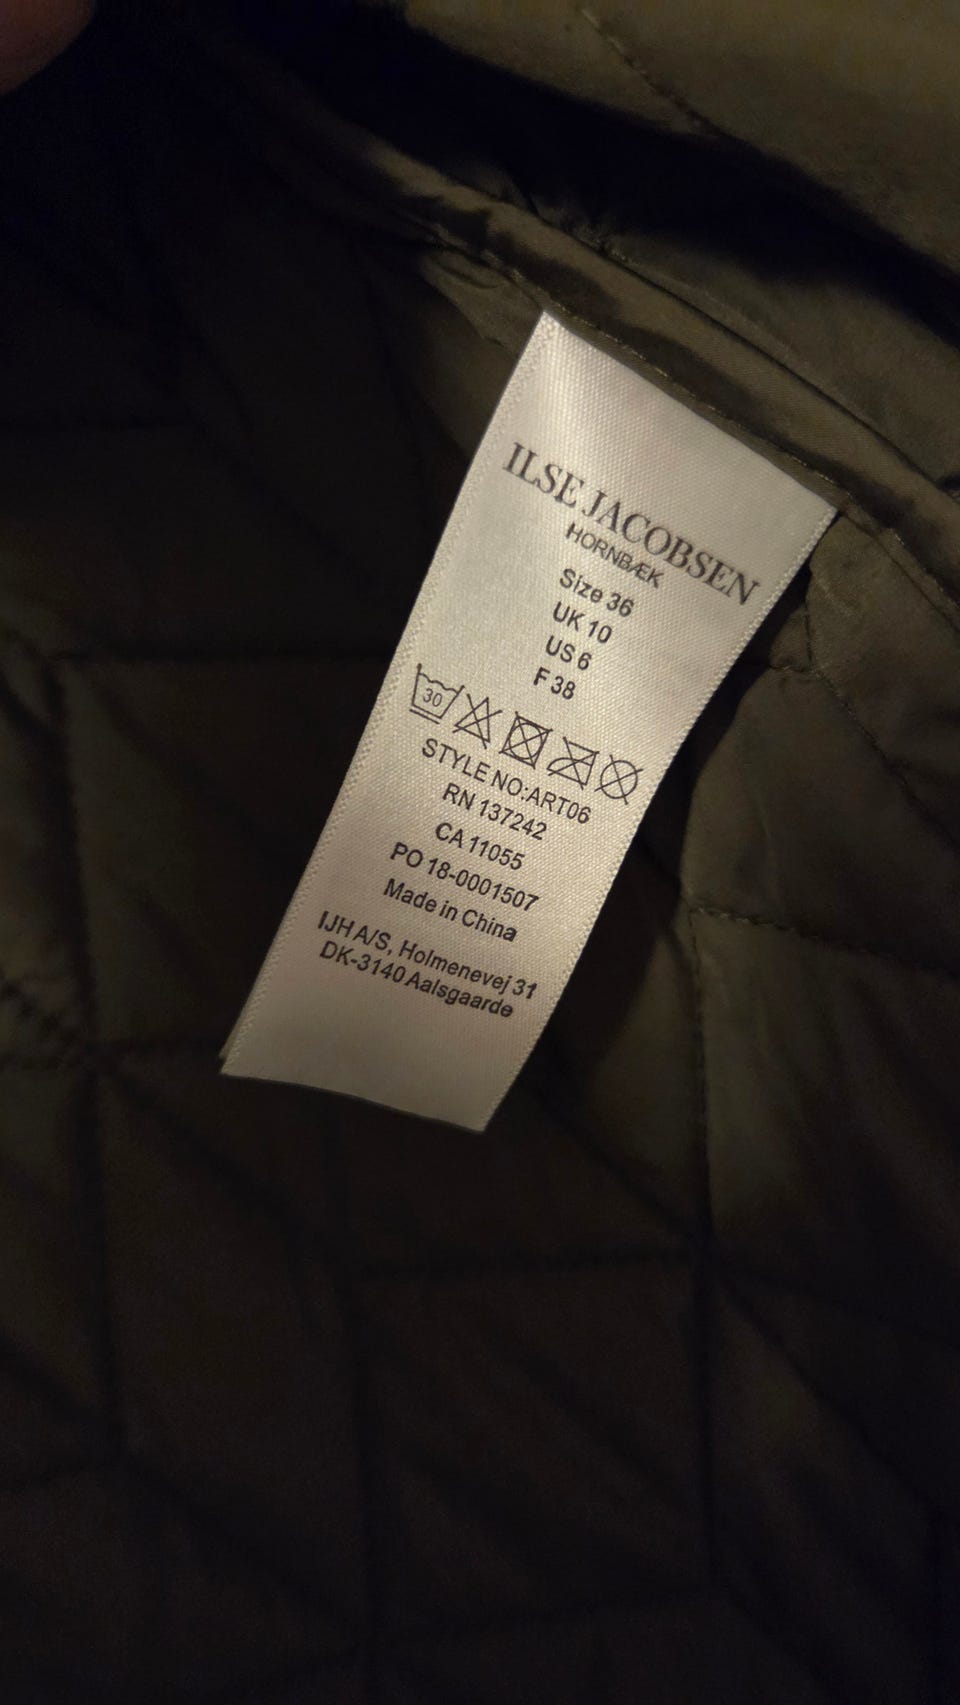 ILSE JACOBSEN
HORNBÆK
Size 36
UK 10
US 6
F 38
30
STYLE NO:ART06
RN 137242
CA 11055
PO 18-0001507
Made in China
IJH A/S, Holmenevej 31
DK-3140 Aalsgaarde